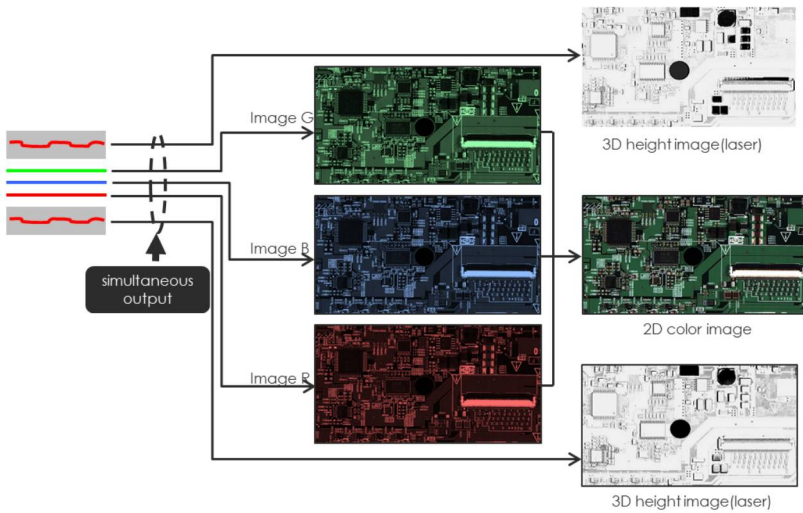 3D height image(laser)
Image G
Image B
simultaneous
output
2D color image
Image R
3D height image(laser)